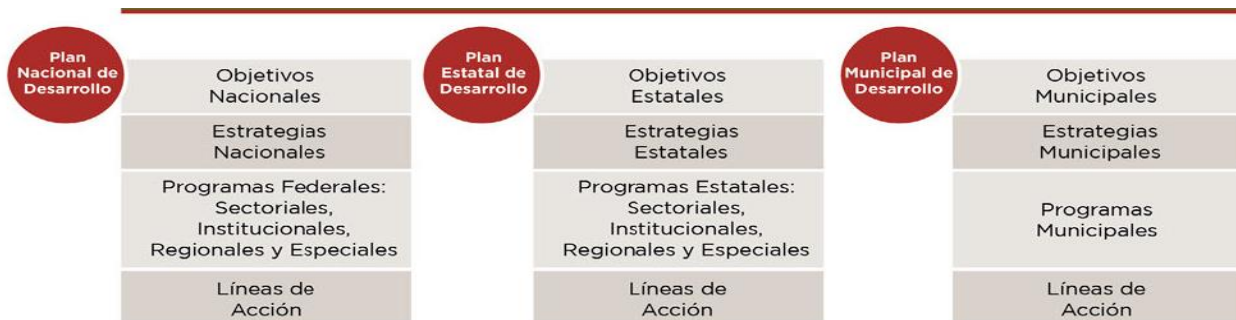 Plan
Nacional de
Desarrollo
Objetivos
Nacionales
Estrategias
Nacionales
Programas Federales:
Sectoriales,
Institucionales,
Regionales y Especiales
Líneas de
Acción
Plan
Estatal de
Desarrollo
Objetivos
Estatales
Estrategias
Estatales
Programas Estatales:
Sectoriales,
Institucionales,
Regionales y Especiales
Líneas de
Acción
Plan
Municipal de
Desarrollo
Objetivos
Municipales
Estrategias
Municipales
Programas
Municipales
Líneas de
Acción